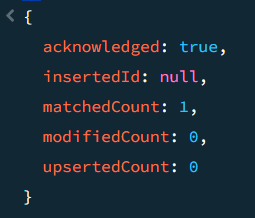 {
acknowledged: true,
insertedId: null,
matchedCount: 1,
modifiedCount: 0,
upsertedCount: 0
}